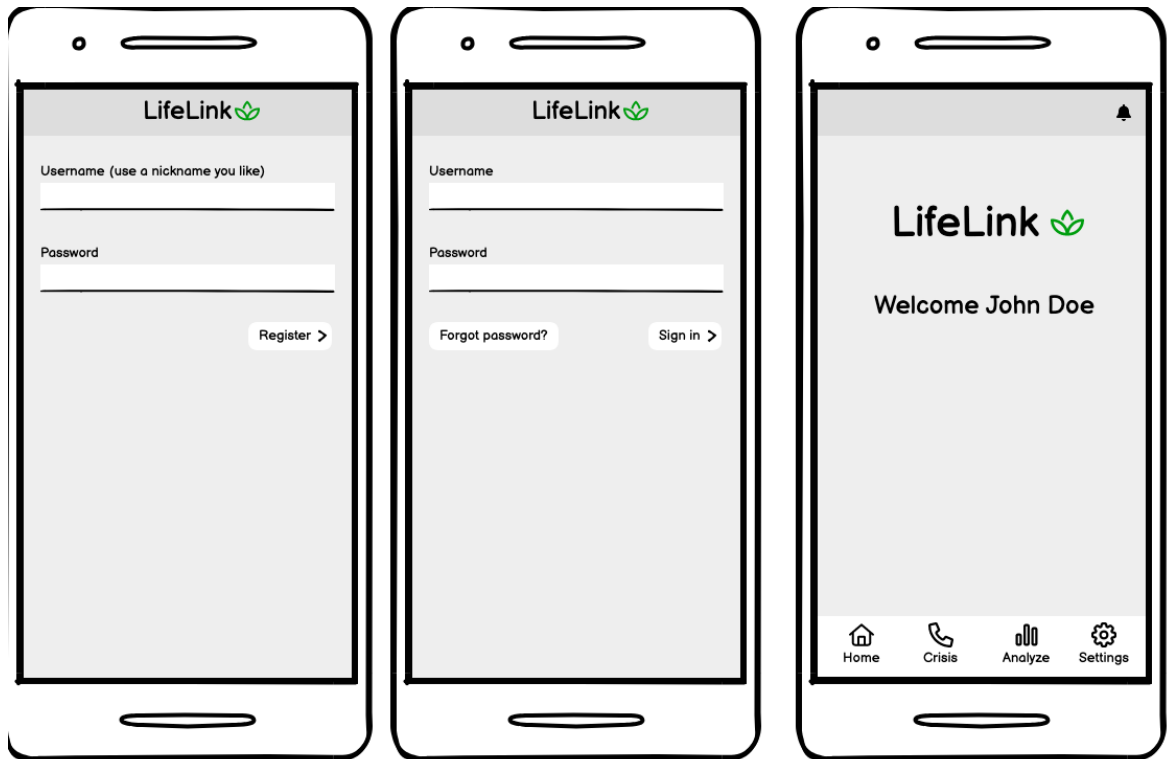 LifeLink
Username (use a nickname you like)
Password
Register >
LifeLink
Username
Password
Forgot password?
Sign in >
LifeLink
Welcome John Doe
Home
Crisis
Analyze
Settings